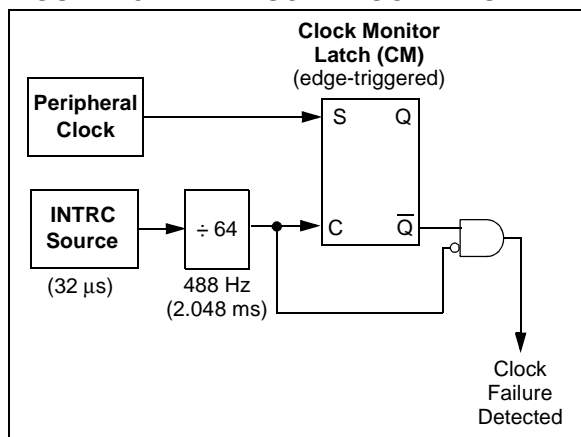 Clock Monitor
Latch (CM)
(edge-triggered)
Peripheral
Clock
S Q
INTRC
Source
÷ 64
C Q̅
(32 μs)
488 Hz
(2.048 ms)
Clock
Failure
Detected